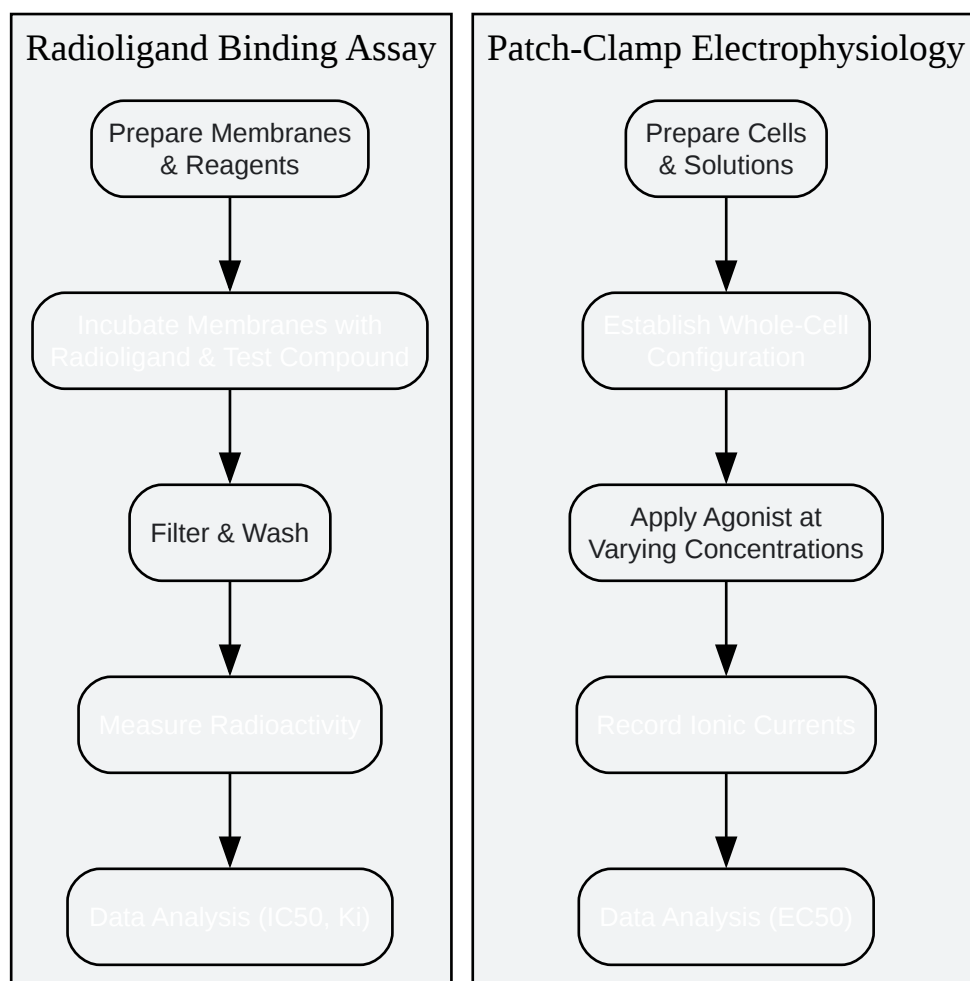 Radioligand Binding Assay
Prepare Membranes
& Reagents
Incubate Membranes with
Radioligand & Test Compound
Filter & Wash
Measure Radioactivity
Data Analysis (IC50, Ki)
Patch-Clamp Electrophysiology
Prepare Cells
& Solutions
Establish Whole-Cell
Configuration
Apply Agonist at
Varying Concentrations
Record Ionic Currents
Data Analysis (EC50)